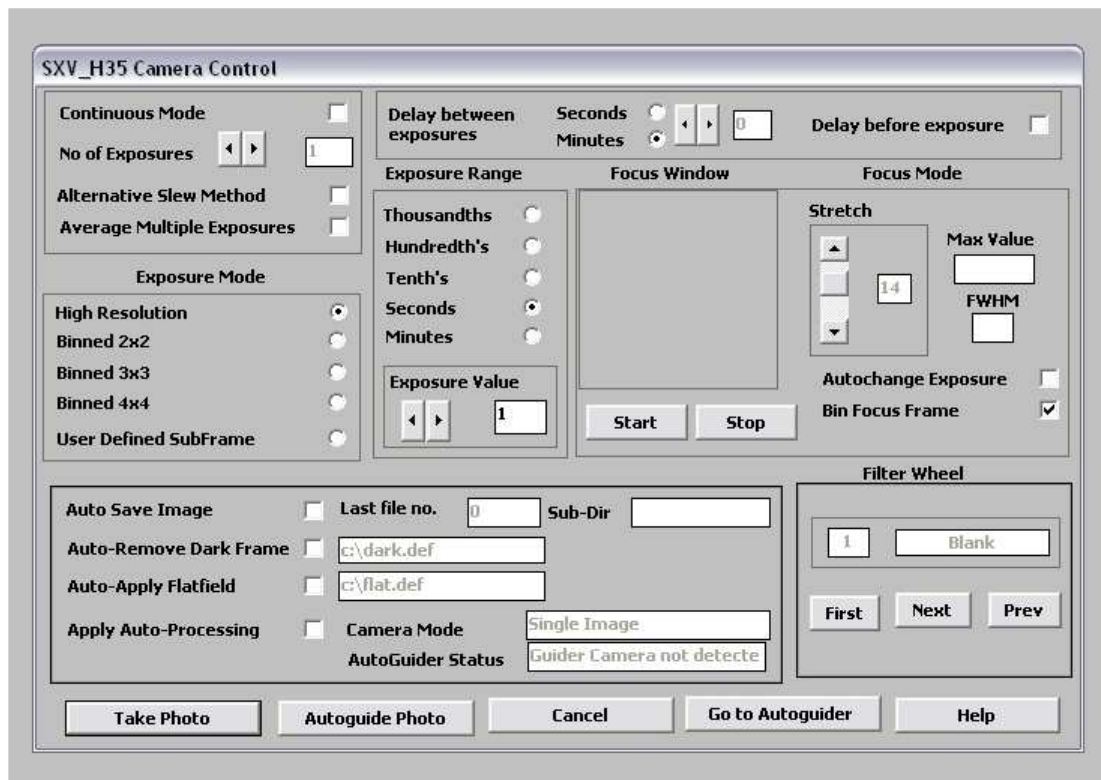 SXV_H35 Camera Control
Continuous Mode
No of Exposures 1
Alternative Slew Method
Average Multiple Exposures
Delay between exposures
Seconds
Minutes
0
Delay before exposure
Exposure Mode
High Resolution
Binned 2x2
Binned 3x3
Binned 4x4
User Defined SubFrame
Exposure Range
Thousandths
Hundredth's
Tenth's
Seconds
Minutes
Exposure Value
1
Focus Window
Start Stop
Focus Mode
Stretch
14
Max Value
FWHM
Autochange Exposure
Bin Focus Frame
Auto Save Image
Last file no. 0 Sub-Dir
Auto-Remove Dark Frame c:\dark.def
Auto-Apply Flatfield c:\flat.def
Apply Auto-Processing
Camera Mode Single Image
AutoGuider Status Guider Camera not detecte
Filter Wheel
1 Blank
First Next Prev
Take Photo Autoguide Photo Cancel Go to Autoguider Help